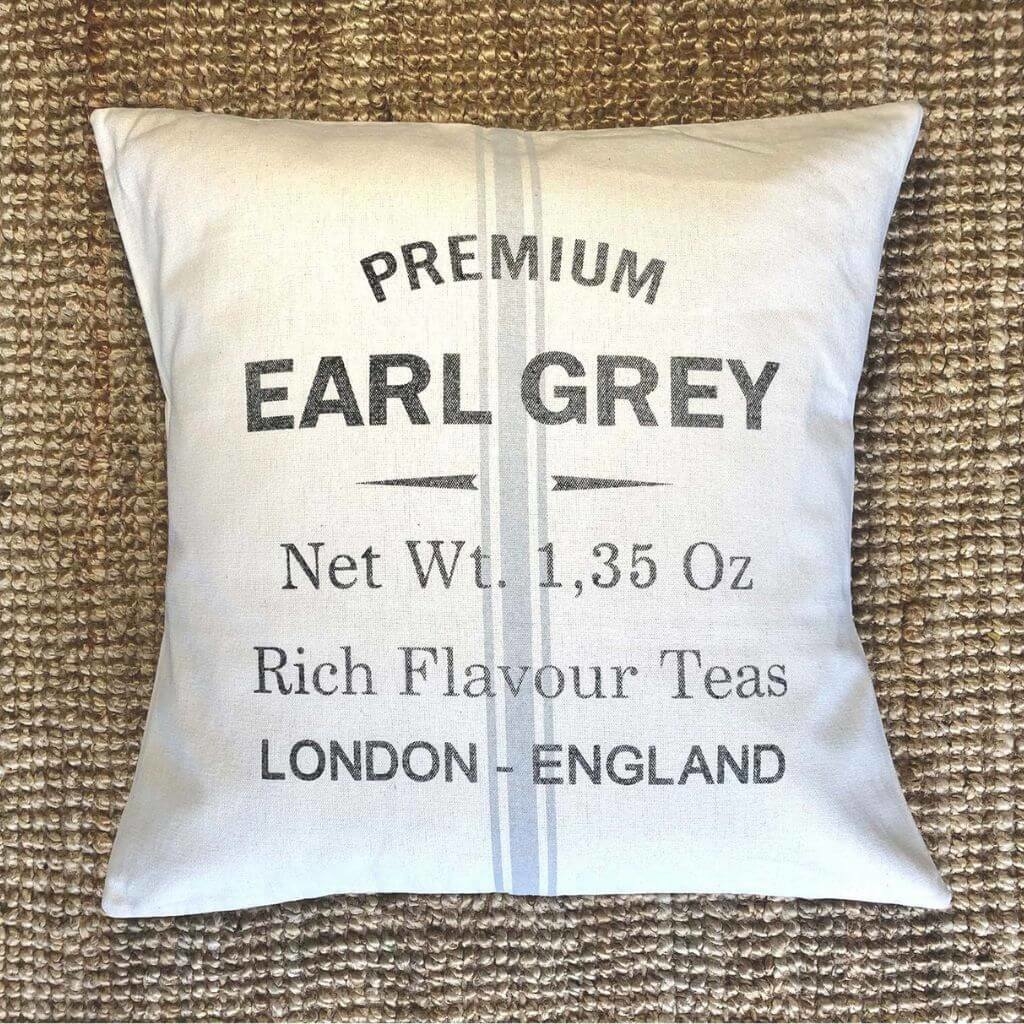 PREMIUM
EARL GREY
Net Wt. 1,35 Oz
Rich Flavour Teas
LONDON - ENGLAND